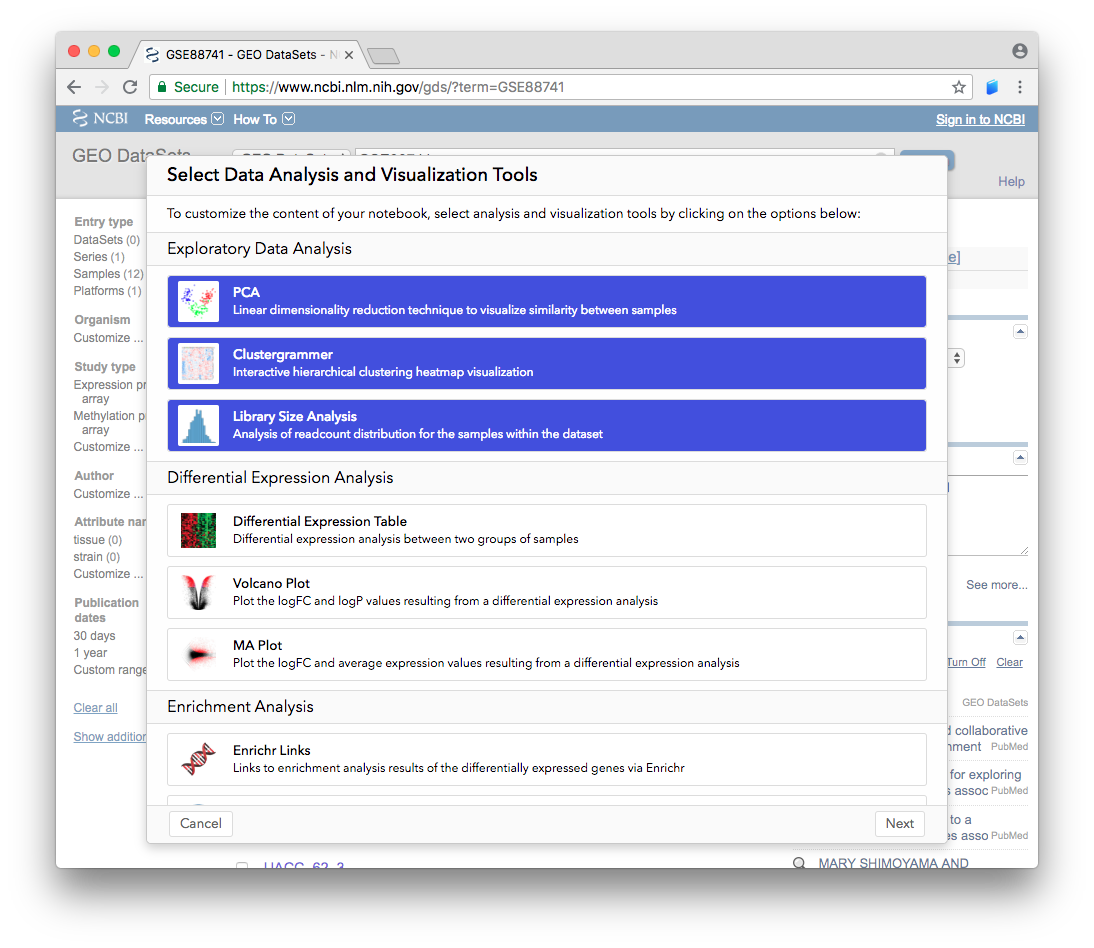 GSE88741 - GEO DataSets - N
Secure https://www.ncbi.nlm.nih.gov/gds/?term=GSE88741
NCBI Resources How To Sign in to NCBI
GEO DataSets
Help
Select Data Analysis and Visualization Tools
To customize the content of your notebook, select analysis and visualization tools by clicking on the options below:
Exploratory Data Analysis
PCA
Linear dimensionality reduction technique to visualize similarity between samples
Clustergrammer
Interactive hierarchical clustering heatmap visualization
Library Size Analysis
Analysis of readcount distribution for the samples within the dataset
Differential Expression Analysis
Differential Expression Table
Differential expression analysis between two groups of samples
Volcano Plot
Plot the logFC and logP values resulting from a differential expression analysis
MA Plot
Plot the logFC and average expression values resulting from a differential expression analysis
Enrichment Analysis
Enrichr Links
Links to enrichment analysis results of the differentially expressed genes via Enrichr
Cancel
Next
Entry type
DataSets (0)
Series (1)
Samples (12)
Platforms (1)
Organism
Customize ...
Study type
Expression pr
array
Methylation p
array
Customize ...
Author
Customize ...
Attribute nar
tissue (0)
strain (0)
Customize ...
Publication
dates
30 days
1 year
Custom range
Clear all
Show addition
e]
See more...
Turn Off Clear
GEO DataSets
d collaborative
nment PubMed
for exploring
s assoc PubMed
to a
es asso PubMed
MARY SHIMOYAMA AND
UACC_62_3